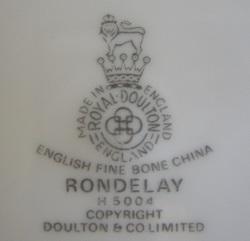 MADE IN ENGLAND
ROYAL DOULTON
ENGLAND
ENGLISH FINE BONE CHINA
RONDELAY
H 5004
COPYRIGHT
DOULTON & CO LIMITED